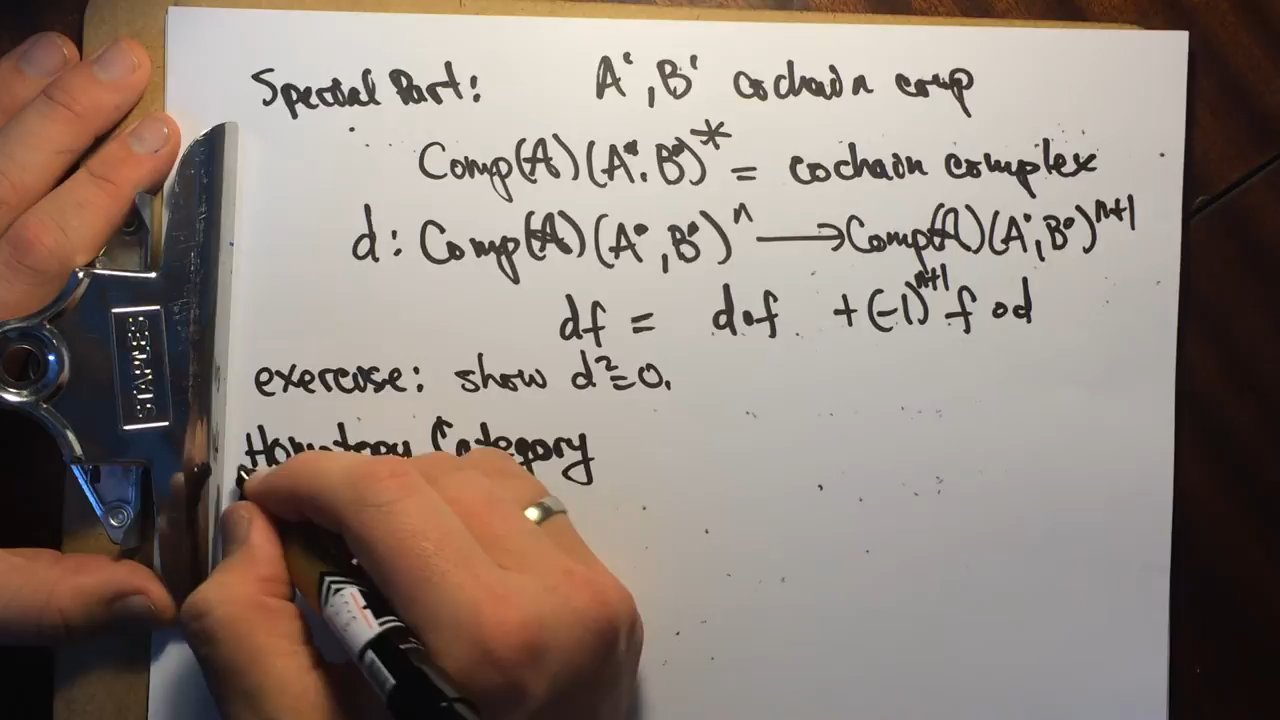 Special Part: A•, B• cochain comp
Comp(A)(A•, B•)* = cochain complex
d: Comp(A)(A•, B•)ⁿ ⟶ Comp(A)(A•, B•)ⁿ⁺¹
df = d∘f + (-1)ⁿ⁺¹ f∘d
exercise: show d²=0.
Homotopy Category
STAPLES